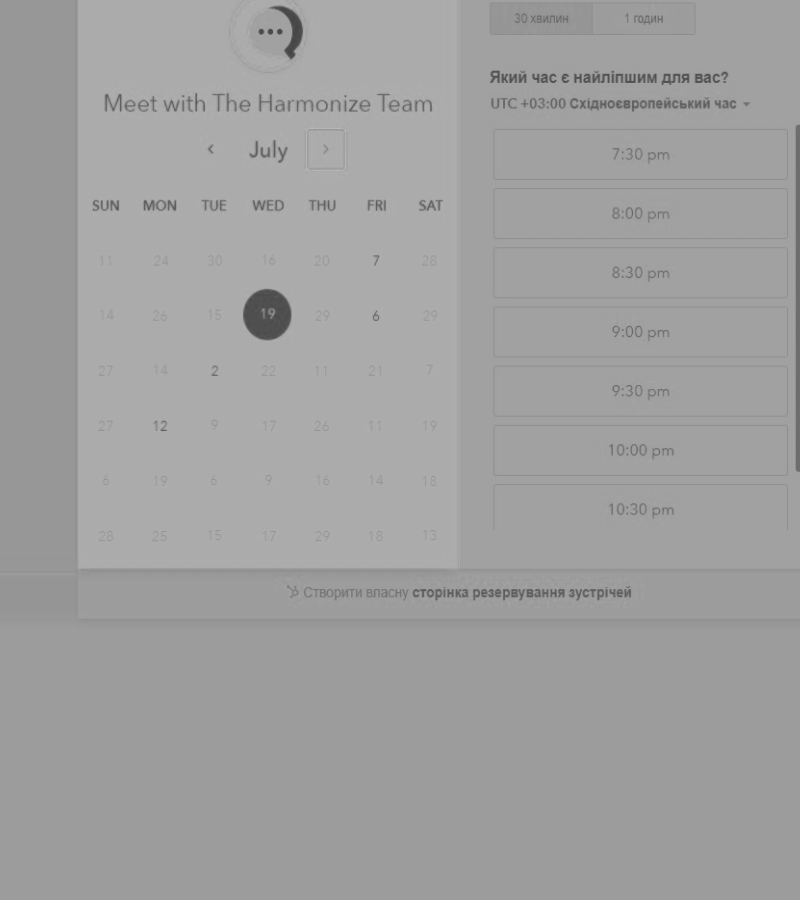 30 хвилин 1 годин
Meet with The Harmonize Team
Який час є найліпшим для вас?
UTC +03:00 Східноєвропейський час
July
SUN MON TUE WED THU FRI SAT
11 24 30 16 20 7 28
14 26 15 19 29 6 29
27 14 2 22 11 21 7
27 12 9 17 26 11 19
6 19 6 9 16 14 18
28 25 15 17 29 18 13
7:30 pm
8:00 pm
8:30 pm
9:00 pm
9:30 pm
10:00 pm
10:30 pm
Створити власну сторінка резервування зустрічей